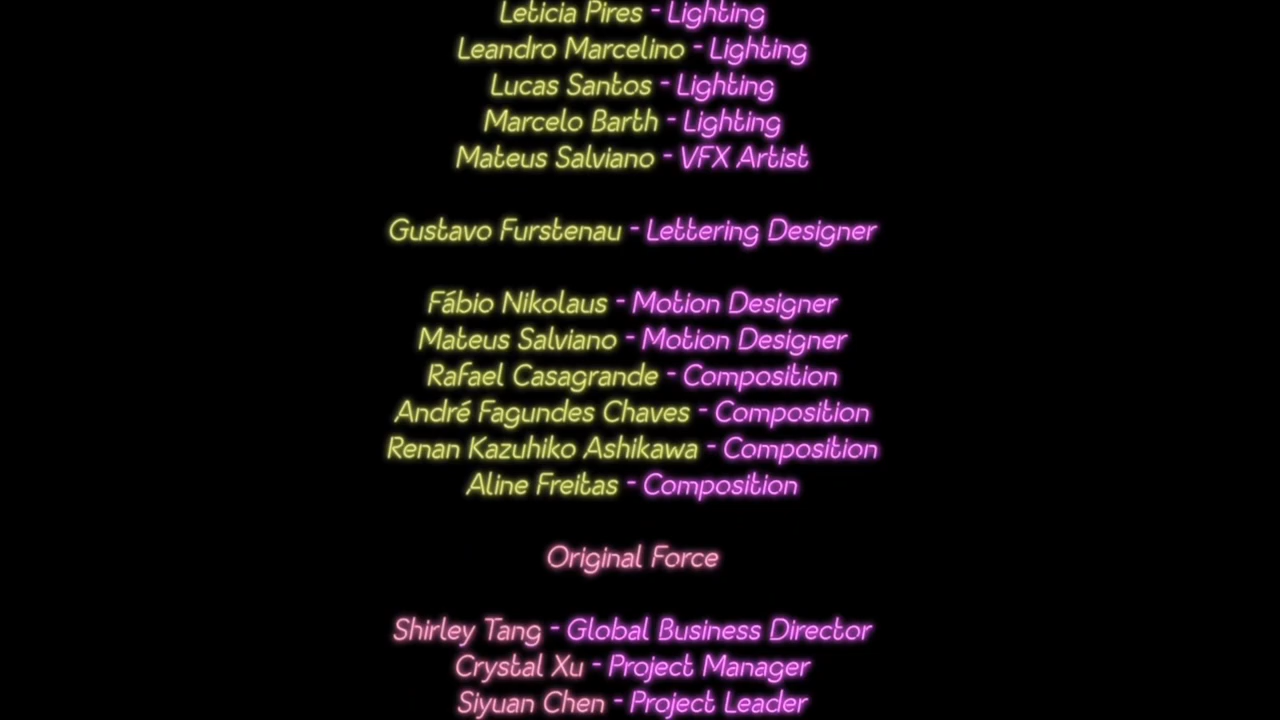 Leticia Pires - Lighting
Leandro Marcelino - Lighting
Lucas Santos - Lighting
Marcelo Barth - Lighting
Mateus Salviano - VFX Artist
Gustavo Furstenau - Lettering Designer
Fábio Nikolaus - Motion Designer
Mateus Salviano - Motion Designer
Rafael Casagrande - Composition
André Fagundes Chaves - Composition
Renan Kazuhiko Ashikawa - Composition
Aline Freitas - Composition
Original Force
Shirley Tang - Global Business Director
Crystal Xu - Project Manager
Siyuan Chen - Project Leader